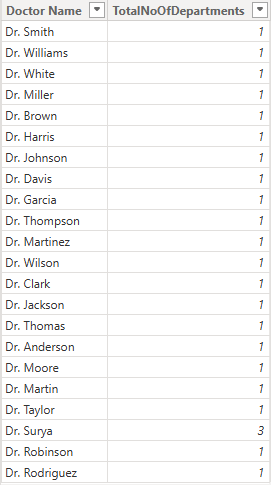 Doctor Name TotalNoOfDepartments
Dr. Smith 1
Dr. Williams 1
Dr. White 1
Dr. Miller 1
Dr. Brown 1
Dr. Harris 1
Dr. Johnson 1
Dr. Davis 1
Dr. Garcia 1
Dr. Thompson 1
Dr. Martinez 1
Dr. Wilson 1
Dr. Clark 1
Dr. Jackson 1
Dr. Thomas 1
Dr. Anderson 1
Dr. Moore 1
Dr. Martin 1
Dr. Taylor 1
Dr. Surya 3
Dr. Robinson 1
Dr. Rodriguez 1